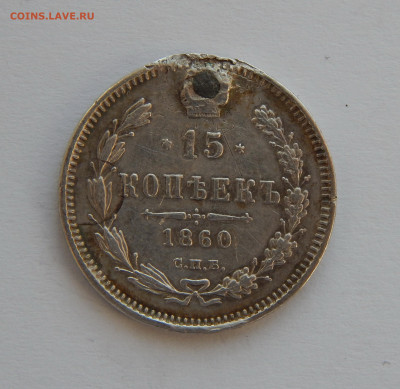 COINS.LAVE.RU
* 15 *
КОПѢЕКЪ
1860
С.П.Б.